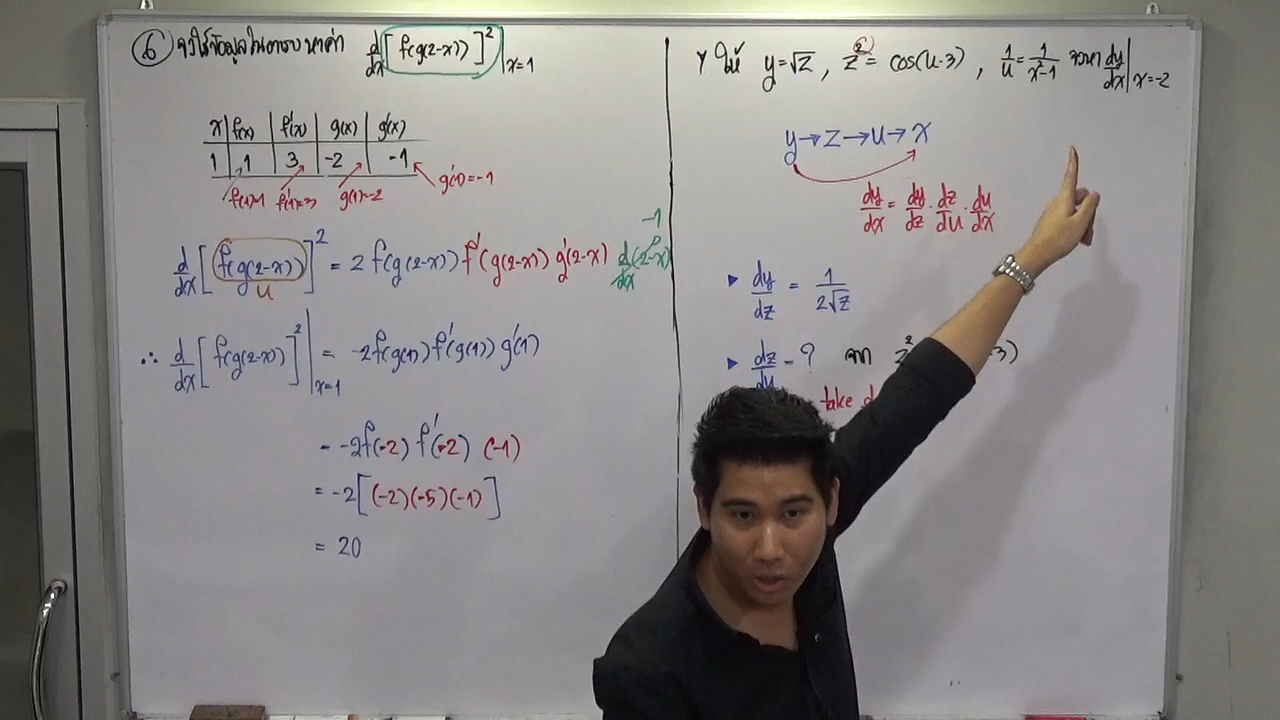 6 จงใช้ข้อมูลในตาราง หาค่า d/dx [f(g(2-x))]² |x=1
x f(x) f'(x) g(x) g'(x)
1 1 3 -2 -1
f'(1)=3 g(1)=-2 g'(1)=-1
-1
d/dx [f(g(2-x))]² = 2 f(g(2-x)) f'(g(2-x)) g'(2-x) d/dx (2-x)
u
∴ d/dx [f(g(2-x))]² |x=1 = -2f(g(1)) f'(g(1)) g'(1)
= -2f(-2) f'(-2) (-1)
= -2[(-2)(-5)(-1)]
= 20
ให้ y=√z , z² = cos(u-3) , 1/u = 1/(x²-1) จงหา dy/dx |x=-2
y→z→u→x
dy/dx = dy/dz · dz/du · du/dx
▸ dy/dz = 1/(2√z)
▸ dz/du = ? จาก z² 3)
take d